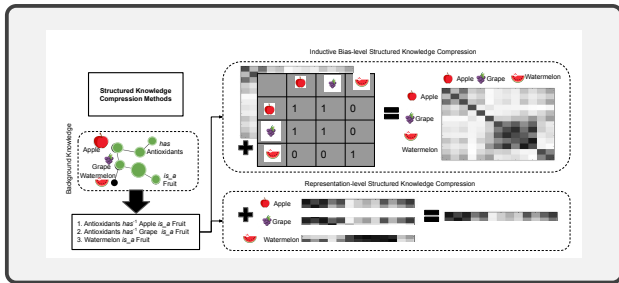 Inductive Bias-level Structured Knowledge Compression
Structured Knowledge
Compression Methods
Background Knowledge
Apple
has
Antioxidants
Grape
Watermelon
is_a
Fruit
1. Antioxidants has⁻¹ Apple is_a Fruit
2. Antioxidants has⁻¹ Grape is_a Fruit
3. Watermelon is_a Fruit
1 1 0
1 1 0
0 0 1
Apple Grape Watermelon
Apple
Grape
Watermelon
Representation-level Structured Knowledge Compression
Apple
Grape
Watermelon